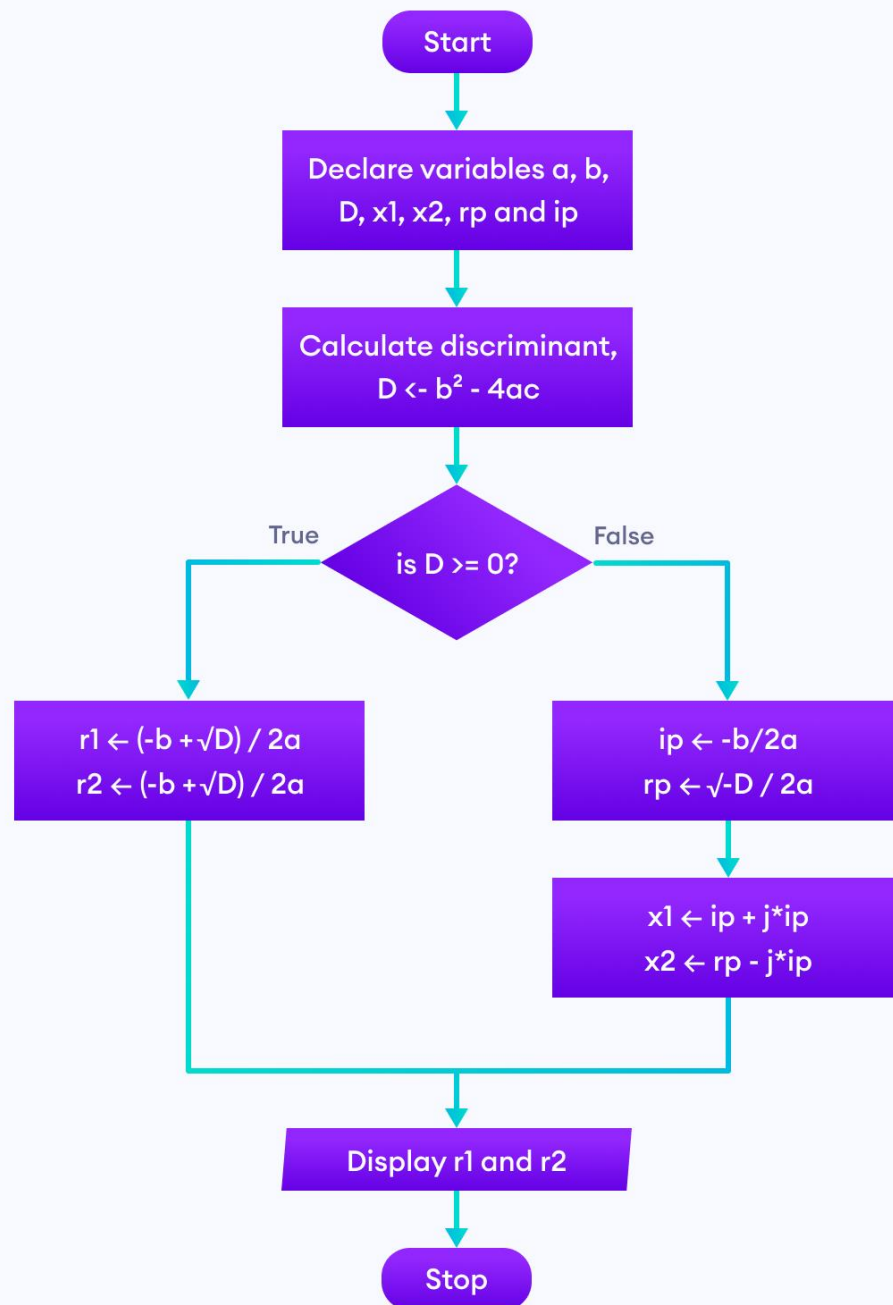 Start
Declare variables a, b,
D, x1, x2, rp and ip
Calculate discriminant,
D <- b² - 4ac
True
is D >= 0?
False
r1 ← (-b +√D) / 2a
r2 ← (-b +√D) / 2a
ip ← -b/2a
rp ← √-D / 2a
x1 ← ip + j*ip
x2 ← rp - j*ip
Display r1 and r2
Stop